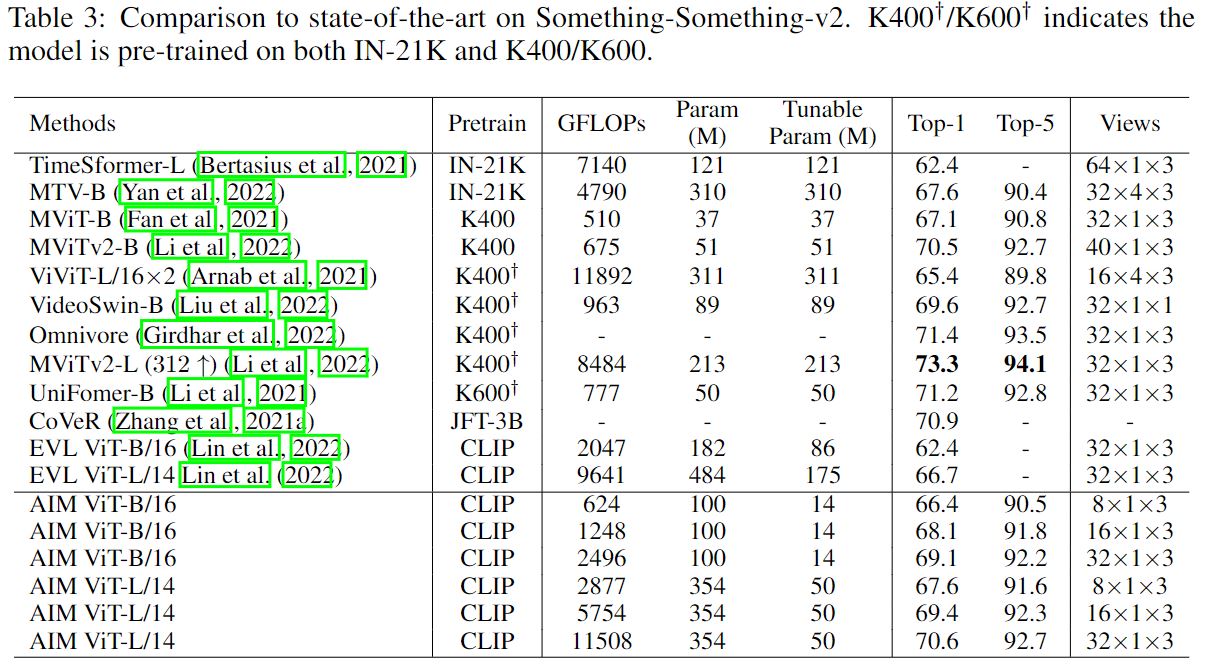 Table 3: Comparison to state-of-the-art on Something-Something-v2. K400†/K600† indicates the
model is pre-trained on both IN-21K and K400/K600.
Methods Pretrain GFLOPs Param (M) Tunable Param (M) Top-1 Top-5 Views
TimeSformer-L (Bertasius et al., 2021) IN-21K 7140 121 121 62.4 - 64×1×3
MTV-B (Yan et al., 2022) IN-21K 4790 310 310 67.6 90.4 32×4×3
MViT-B (Fan et al., 2021) K400 510 37 37 67.1 90.8 32×1×3
MViTv2-B (Li et al., 2022) K400 675 51 51 70.5 92.7 40×1×3
ViViT-L/16×2 (Arnab et al., 2021) K400† 11892 311 311 65.4 89.8 16×4×3
VideoSwin-B (Liu et al., 2022) K400† 963 89 89 69.6 92.7 32×1×1
Omnivore (Girdhar et al., 2022) K400† - - - 71.4 93.5 32×1×3
MViTv2-L (312 ↑) (Li et al., 2022) K400† 8484 213 213 73.3 94.1 32×1×3
UniFomer-B (Li et al., 2021) K600† 777 50 50 71.2 92.8 32×1×3
CoVeR (Zhang et al., 2021a) JFT-3B - - - 70.9 - -
EVL ViT-B/16 (Lin et al., 2022) CLIP 2047 182 86 62.4 - 32×1×3
EVL ViT-L/14 Lin et al. (2022) CLIP 9641 484 175 66.7 - 32×1×3
AIM ViT-B/16 CLIP 624 100 14 66.4 90.5 8×1×3
AIM ViT-B/16 CLIP 1248 100 14 68.1 91.8 16×1×3
AIM ViT-B/16 CLIP 2496 100 14 69.1 92.2 32×1×3
AIM ViT-L/14 CLIP 2877 354 50 67.6 91.6 8×1×3
AIM ViT-L/14 CLIP 5754 354 50 69.4 92.3 16×1×3
AIM ViT-L/14 CLIP 11508 354 50 70.6 92.7 32×1×3